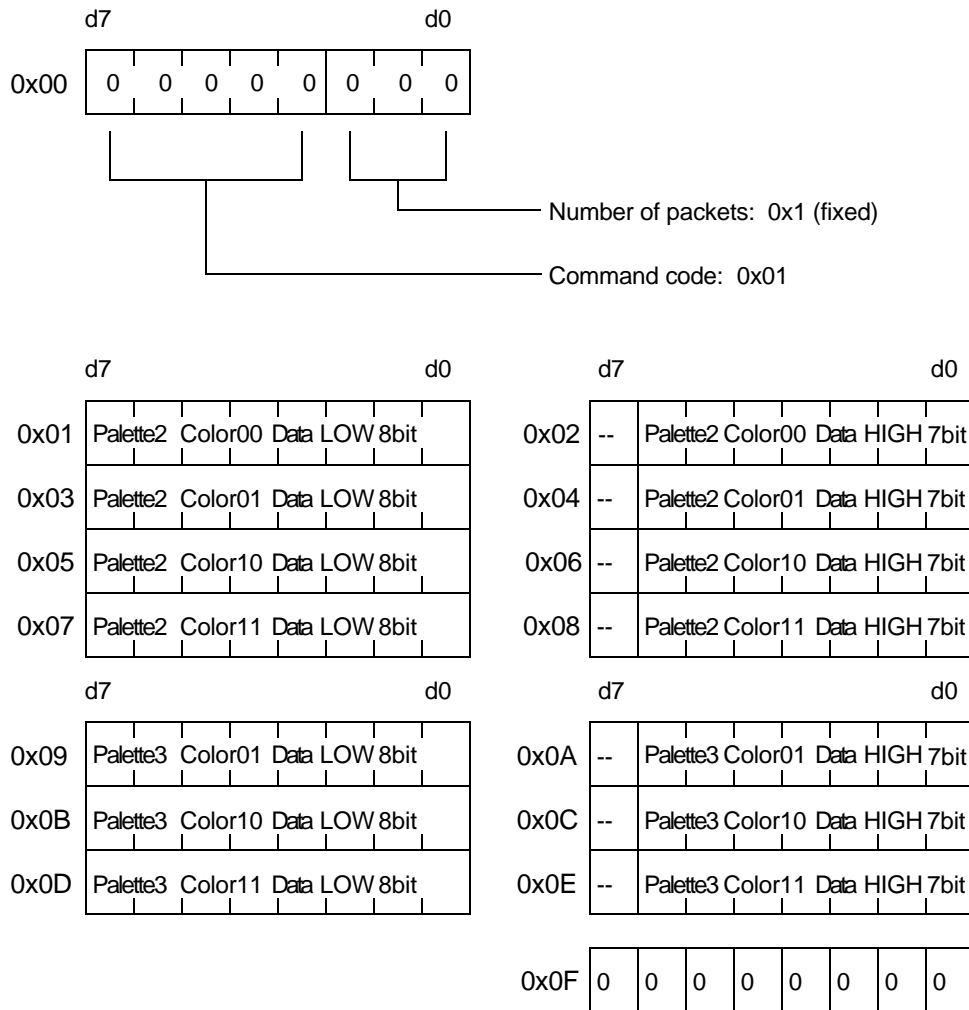 d7 d0
0x00 0 0 0 0 0 0 0 0
Number of packets: 0x1 (fixed)
Command code: 0x01
d7 d0 d7 d0
0x01 Palette2 Color00 Data LOW 8bit 0x02 -- Palette2 Color00 Data HIGH 7bit
0x03 Palette2 Color01 Data LOW 8bit 0x04 -- Palette2 Color01 Data HIGH 7bit
0x05 Palette2 Color10 Data LOW 8bit 0x06 -- Palette2 Color10 Data HIGH 7bit
0x07 Palette2 Color11 Data LOW 8bit 0x08 -- Palette2 Color11 Data HIGH 7bit
d7 d0 d7 d0
0x09 Palette3 Color01 Data LOW 8bit 0x0A -- Palette3 Color01 Data HIGH 7bit
0x0B Palette3 Color10 Data LOW 8bit 0x0C -- Palette3 Color10 Data HIGH 7bit
0x0D Palette3 Color11 Data LOW 8bit 0x0E -- Palette3 Color11 Data HIGH 7bit
0x0F 0 0 0 0 0 0 0 0